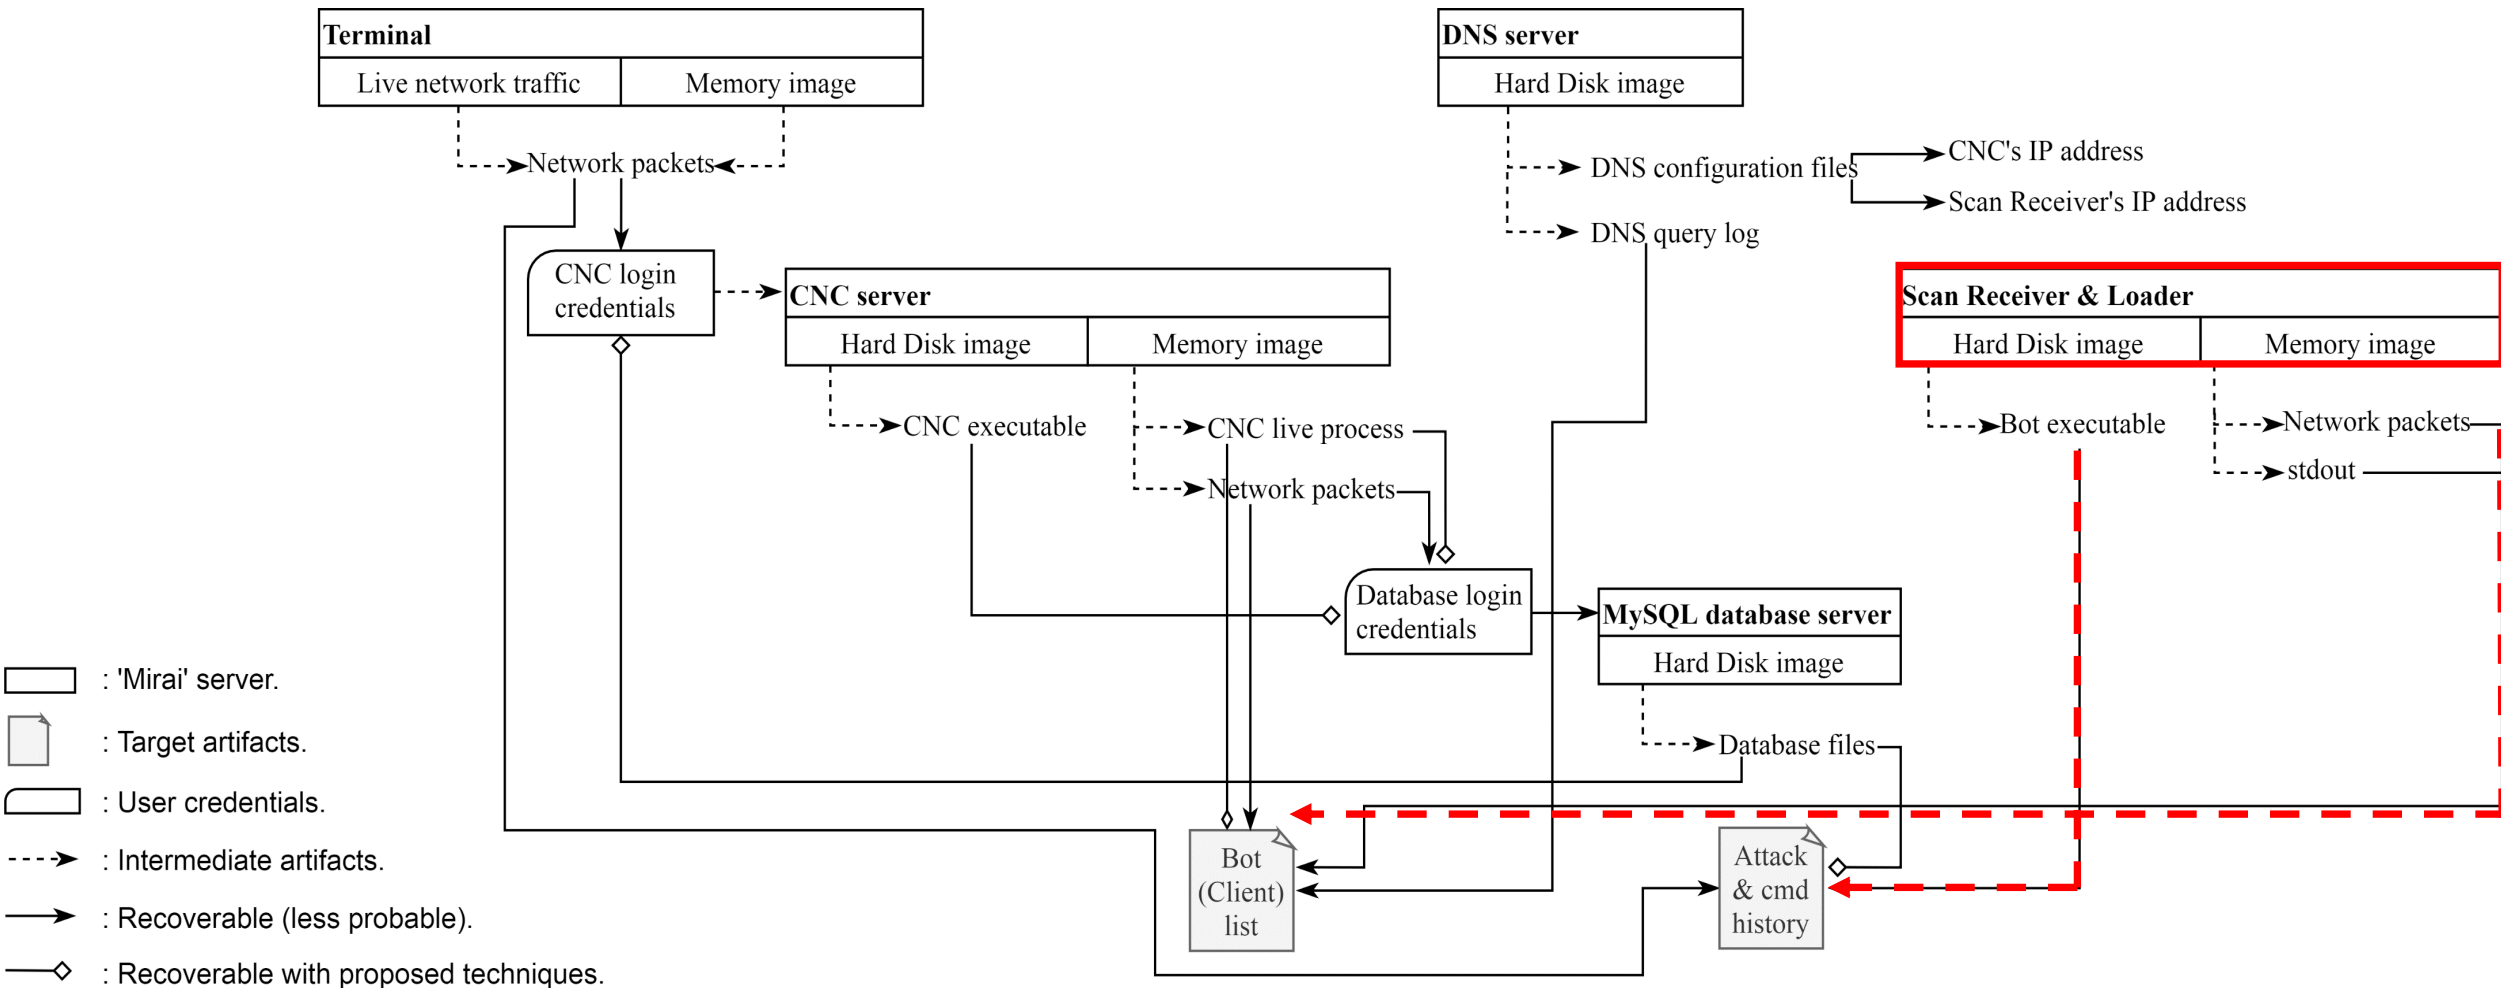 Terminal
Live network traffic
Memory image
Network packets
CNC login
credentials
CNC server
Hard Disk image
Memory image
CNC executable
CNC live process
Network packets
DNS server
Hard Disk image
DNS configuration files
CNC's IP address
Scan Receiver's IP address
DNS query log
Scan Receiver & Loader
Hard Disk image
Memory image
Bot executable
Network packets
stdout
Database login
credentials
MySQL database server
Hard Disk image
Database files
Bot
(Client)
list
Attack
& cmd
history
: 'Mirai' server.
: Target artifacts.
: User credentials.
: Intermediate artifacts.
: Recoverable (less probable).
: Recoverable with proposed techniques.